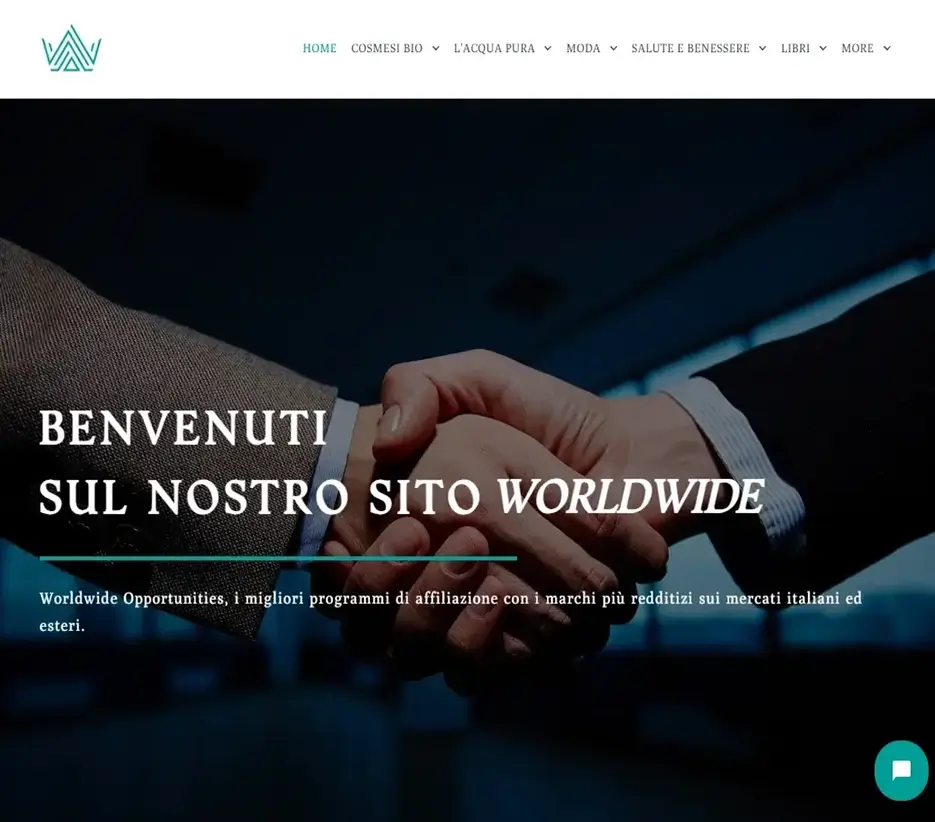 HOME COSMESI BIO L'ACQUA PURA MODA SALUTE E BENESSERE LIBRI MORE
BENVENUTI
SUL NOSTRO SITO WORLDWIDE
Worldwide Opportunities, i migliori programmi di affiliazione con i marchi più redditizi sui mercati italiani ed
esteri.